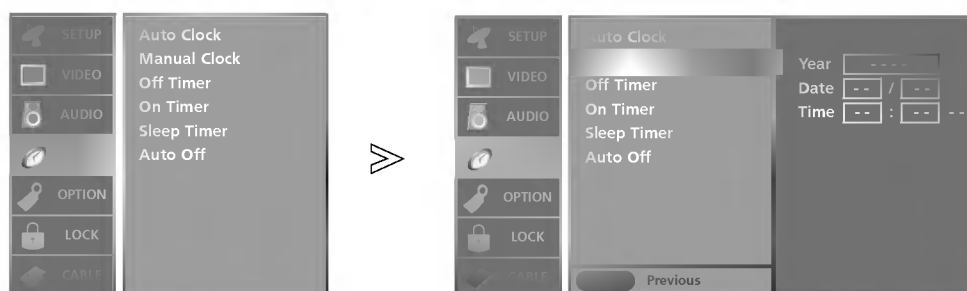 SETUP
VIDEO
AUDIO
OPTION
LOCK
CABLE
Auto Clock
Manual Clock
Off Timer
On Timer
Sleep Timer
Auto Off
SETUP
VIDEO
AUDIO
OPTION
LOCK
CABLE
Auto Clock
Off Timer
On Timer
Sleep Timer
Auto Off
Previous
Year - - - -
Date - - / - -
Time - - : - - - -